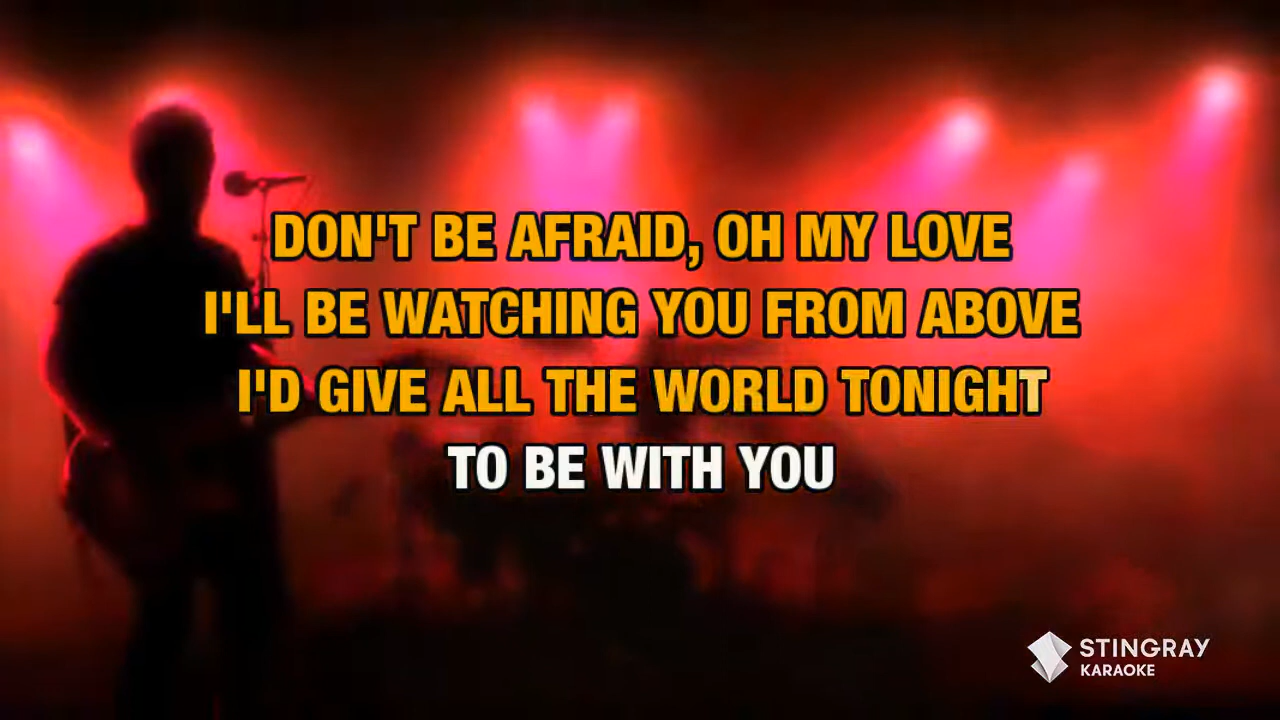 DON'T BE AFRAID, OH MY LOVE
I'LL BE WATCHING YOU FROM ABOVE
I'D GIVE ALL THE WORLD TONIGHT
TO BE WITH YOU
STINGRAY
KARAOKE